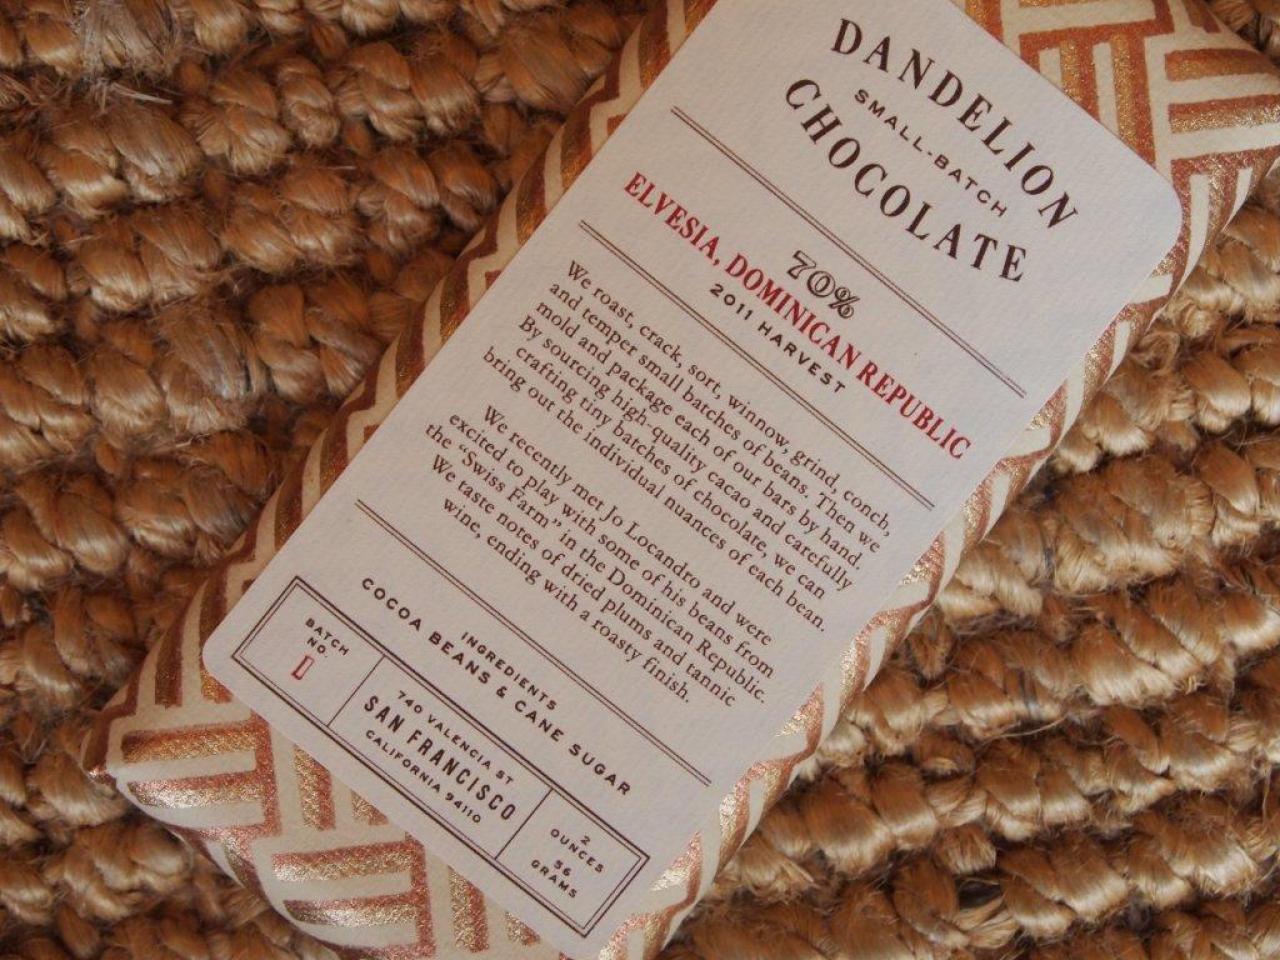 DANDELION
SMALL-BATCH
CHOCOLATE
70%
ELVESIA, DOMINICAN REPUBLIC
2011 HARVEST
We roast, crack, sort, winnow, grind, conch,
and temper small batches of beans. Then we
mold and package each of our bars by hand.
By sourcing high-quality cacao and carefully
crafting tiny batches of chocolate, we can
bring out the individual nuances of each bean.
We recently met Jo Locandro and were
excited to play with some of his beans from
the “Swiss Farm” in the Dominican Republic.
We taste notes of dried plums and tannic
wine, ending with a roasty finish.
INGREDIENTS
COCOA BEANS & CANE SUGAR
BATCH
NO.
740 VALENCIA ST
SAN FRANCISCO
CALIFORNIA 94110
2
OUNCES
56
GRAMS